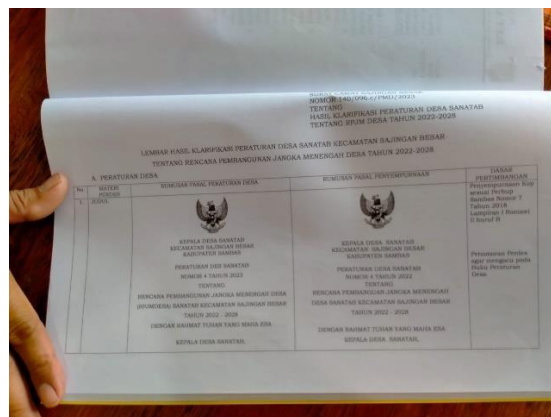 NOMOR 140/096-c/PMD/2023
TENTANG
HASIL KLARIFIKASI PERATURAN DESA SANATAB
TENTANG RPJM DESA TAHUN 2022-2028
LEMBAR HASIL KLARIFIKASI PERATURAN DESA SANATAB KECAMATAN SAJINGAN BESAR
TENTANG RENCANA PEMBANGUNAN JANGKA MENENGAH DESA TAHUN 2022-2028
A. PERATURAN DESA
No
MATERI
PERDES
RUMUSAN PASAL PERATURAN DESA
RUMUSAN PASAL PENYEMPURNAAN
DASAR
PERTIMBANGAN
1
JUDUL
KEPALA DESA SANATAB
KECAMATAN SAJINGAN BESAR
KABUPATEN SAMBAS
PERATURAN DES SANATAB
NOMOR 4 TAHUN 2023
TENTANG
RENCANA PEMBANGUNAN JANGKA MENENGAH DESA
SANATAB KECAMATAN SAJINGAN BESAR
TAHUN 2022 - 2028
DENGAN RAHMAT TUHAN YANG MAHA ESA
KEPALA DESA SANATAB,
KEPALA DESA SANATAB
KECAMATAN SAJINGAN BESAR
KABUPATEN SAMBAS
PERATURAN DESA SANATAB
NOMOR 4 TAHUN 2022
TENTANG
RENCANA PEMBANGUNAN JANGKA MENENGAH
DESA SANATAB KECAMATAN SAJINGAN BESAR
TAHUN 2022 - 2028
DENGAN RAHMAT TUHAN YANG MAHA ESA
KEPALA DESA SANATAB,
Penyempurnaan Kop
sesuai Perbup
Sambas Nomor 7
Tahun 2018
Lampiran I Romawi
huruf H
Penomoran Perdes
agar mengacu pada
Buku Peraturan
Desa